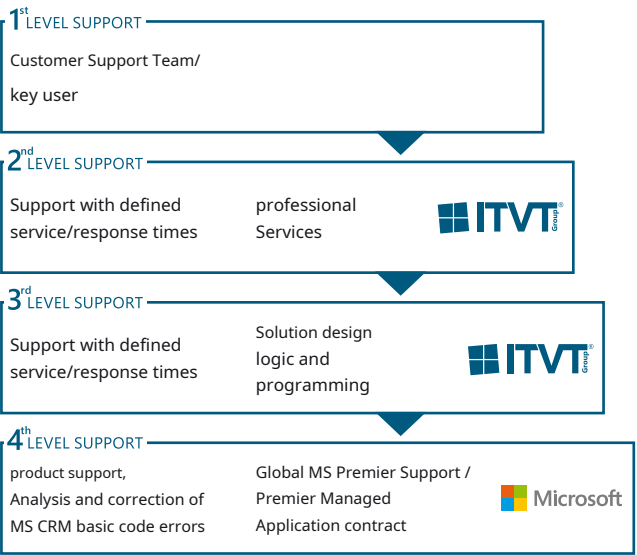 1st LEVEL SUPPORT
Customer Support Team/
key user
2nd LEVEL SUPPORT
Support with defined
service/response times
professional
Services
ITVT Group®
3rd LEVEL SUPPORT
Support with defined
service/response times
Solution design
logic and
programming
ITVT Group®
4th LEVEL SUPPORT
product support,
Analysis and correction of
MS CRM basic code errors
Global MS Premier Support /
Premier Managed
Application contract
Microsoft